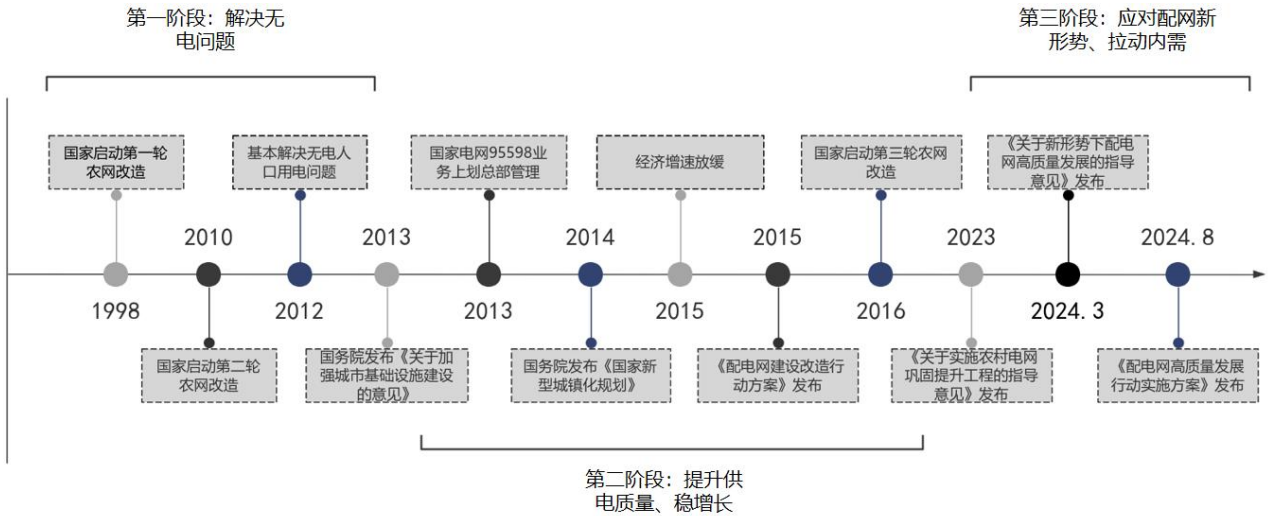 第一阶段：解决无
电问题
第三阶段：应对配网新
形势、拉动内需
国家启动第一轮
农网改造
基本解决无电人
口用电问题
国家电网95598业
务上划总部管理
经济增速放缓
国家启动第三轮农网
改造
《关于新形势下配电
网高质量发展的指导
意见》发布
2010
2013
2014
2015
2023
2024. 8
1998
2012
2013
2015
2016
2024. 3
国家启动第二轮
农网改造
国务院发布《关于加
强城市基础设施建设
的意见》
国务院发布《国家新
型城镇化规划》
《配电网建设改造行
动方案》发布
《关于实施农村电网
巩固提升工程的指导
意见》发布
《配电网高质量发展
行动实施方案》发布
第二阶段：提升供
电质量、稳增长